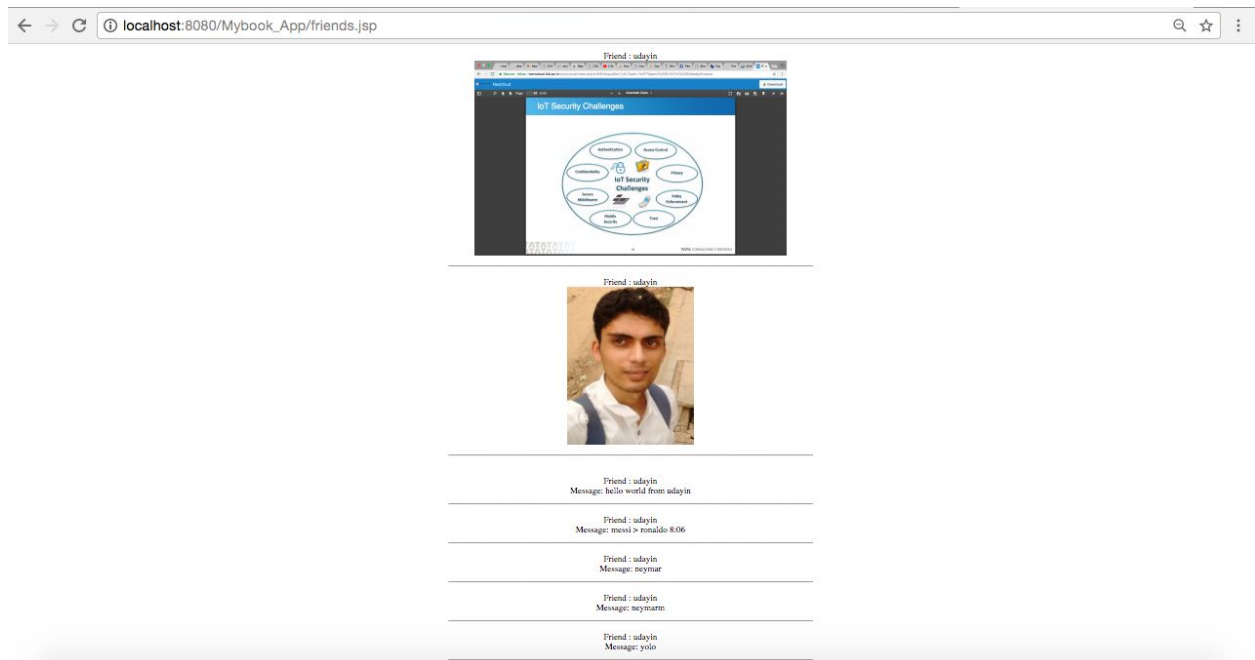 localhost:8080/Mybook_App/friends.jsp
Friend : udayin
IoT Security Challenges
Authentication
Access Control
Confidentiality
Privacy
IoT Security
Challenges
Secure
Middleware
Policy
Enforcement
Mobile
Security
Trust
Friend : udayin
Friend : udayin
Message: hello world from udayin
Friend : udayin
Message: messi > ronaldo 8:06
Friend : udayin
Message: neymar
Friend : udayin
Message: neymarm
Friend : udayin
Message: yolo